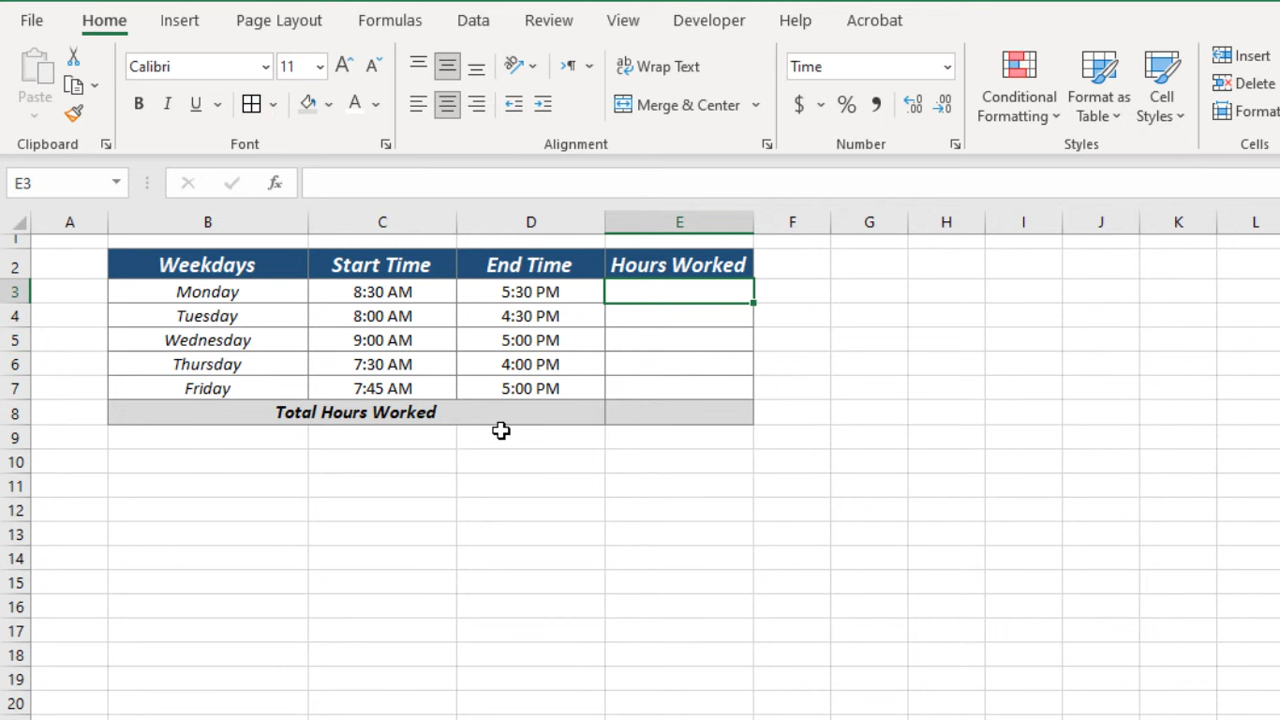 File Home Insert Page Layout Formulas Data Review View Developer Help Acrobat
Calibri 11 A A Wrap Text Time Insert
Paste Delete
B I U A Merge & Center $ % 9 .00 .00 Conditional Formatting Format as Table Cell Styles Format
Clipboard Font Alignment Number Styles Cells
E3 fx
A B C D E F G H I J K L
1
2 Weekdays Start Time End Time Hours Worked
3 Monday 8:30 AM 5:30 PM
4 Tuesday 8:00 AM 4:30 PM
5 Wednesday 9:00 AM 5:00 PM
6 Thursday 7:30 AM 4:00 PM
7 Friday 7:45 AM 5:00 PM
8 Total Hours Worked
9
10
11
12
13
14
15
16
17
18
19
20